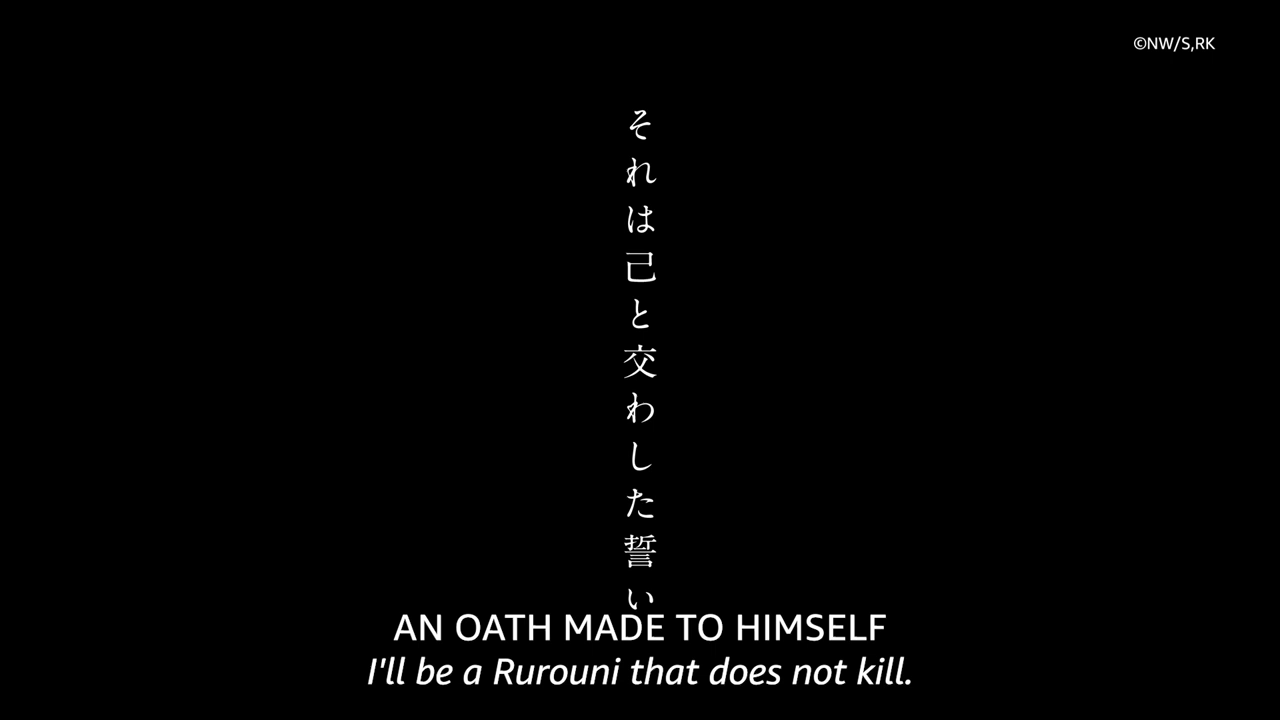 ©NW/S,RK
それは己と交わした誓い
AN OATH MADE TO HIMSELF
I'll be a Rurouni that does not kill.